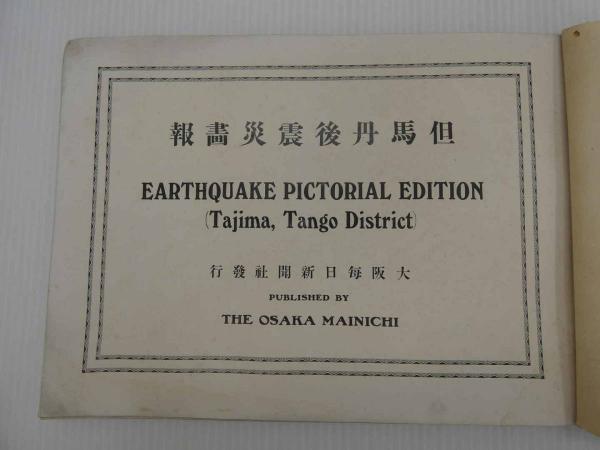 但馬丹後震災畫報
EARTHQUAKE PICTORIAL EDITION
(Tajima, Tango District)
大阪每日新聞社發行
PUBLISHED BY
THE OSAKA MAINICHI